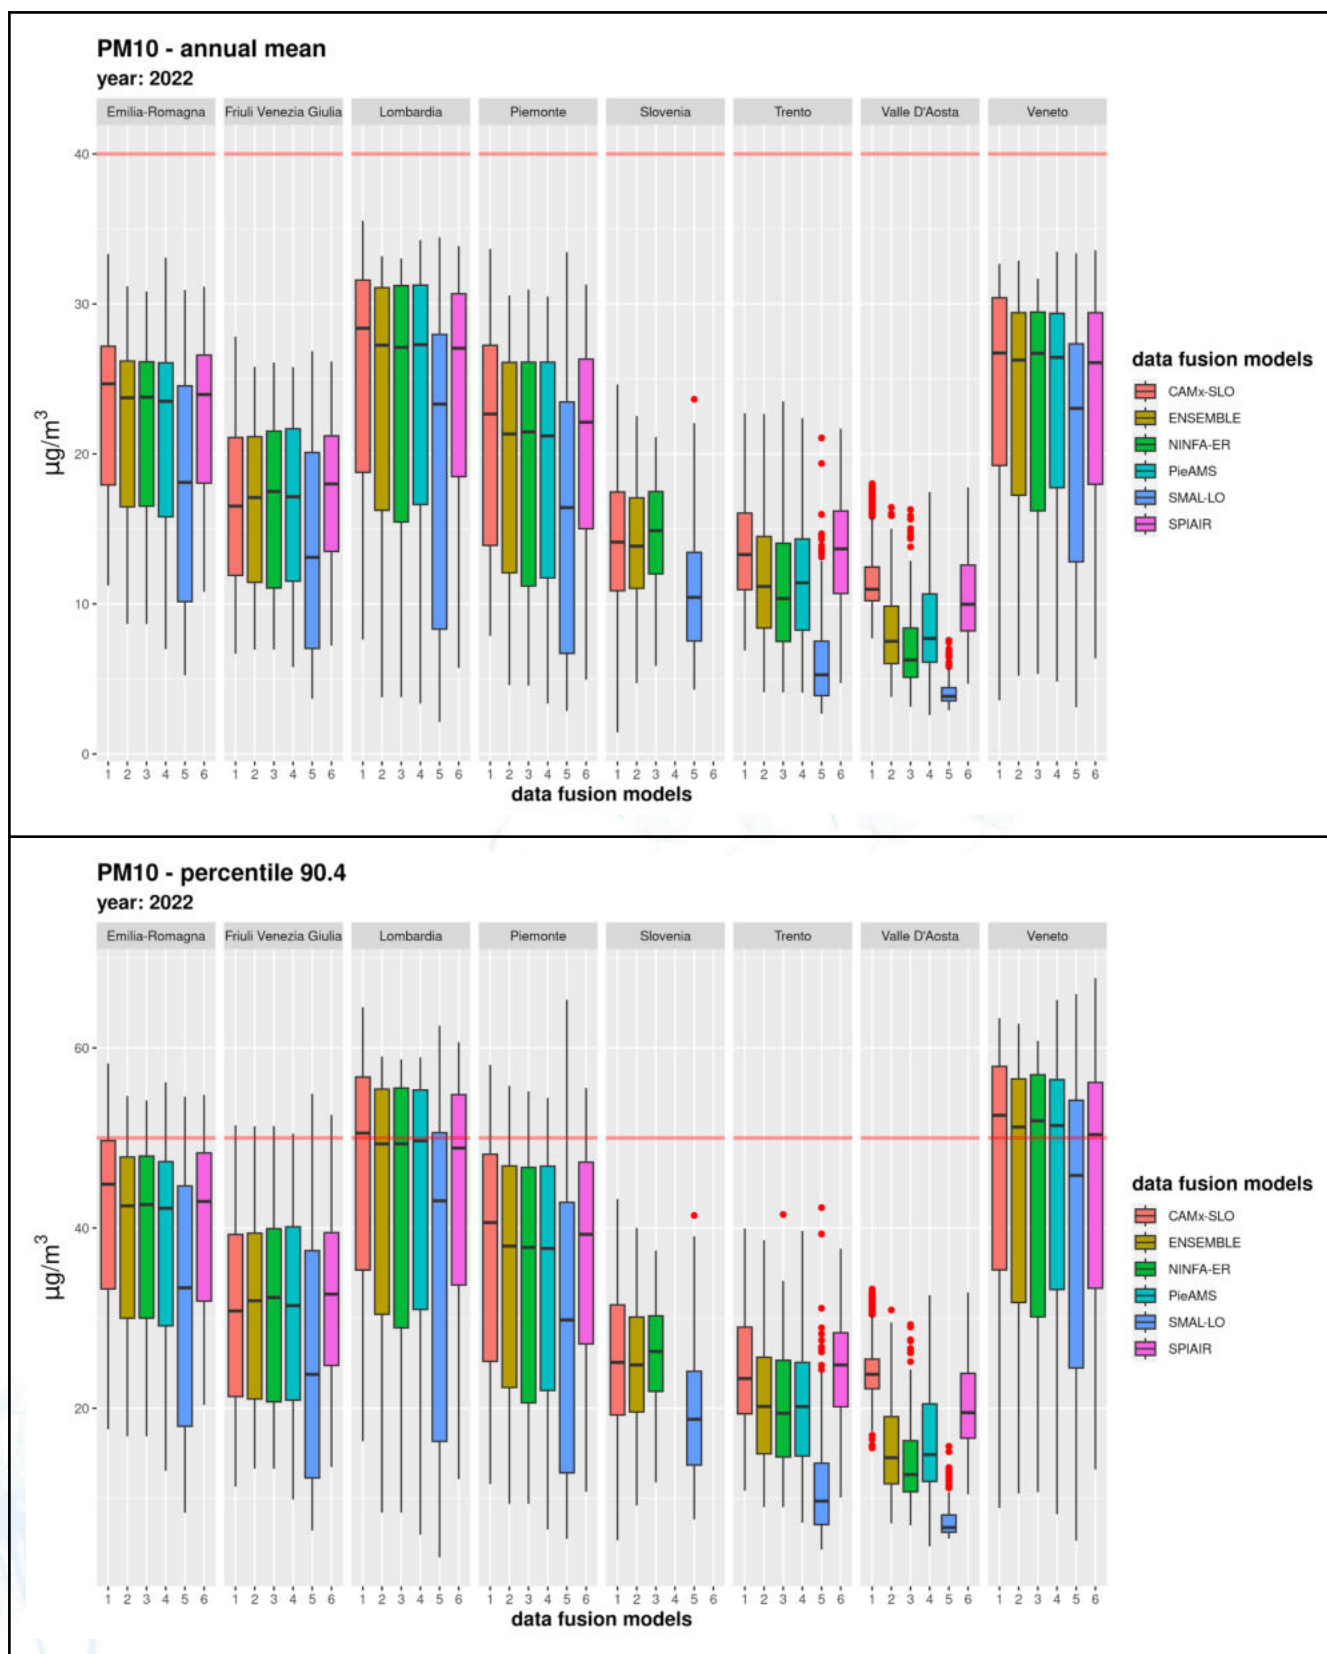 PM10 - annual mean
year: 2022
Emilia-Romagna Friuli Venezia Giulia Lombardia Piemonte Slovenia Trento Valle D'Aosta Veneto
40
30
20
10
0
µg/m³
1 2 3 4 5 6 1 2 3 4 5 6 1 2 3 4 5 6 1 2 3 4 5 6 1 2 3 4 5 6 1 2 3 4 5 6 1 2 3 4 5 6 1 2 3 4 5 6
data fusion models
data fusion models
CAMx-SLO
ENSEMBLE
NINFA-ER
PieAMS
SMAL-LO
SPIAIR
PM10 - percentile 90.4
year: 2022
Emilia-Romagna Friuli Venezia Giulia Lombardia Piemonte Slovenia Trento Valle D'Aosta Veneto
60
40
20
µg/m³
1 2 3 4 5 6 1 2 3 4 5 6 1 2 3 4 5 6 1 2 3 4 5 6 1 2 3 4 5 6 1 2 3 4 5 6 1 2 3 4 5 6 1 2 3 4 5 6
data fusion models
data fusion models
CAMx-SLO
ENSEMBLE
NINFA-ER
PieAMS
SMAL-LO
SPIAIR